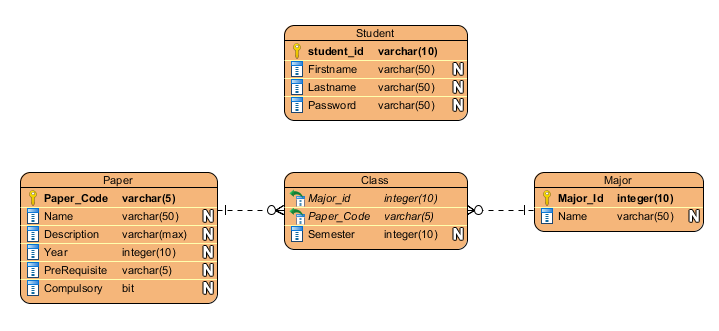 Student
student_id varchar(10)
Firstname varchar(50) N
Lastname varchar(50) N
Password varchar(50) N
Paper
Paper_Code varchar(5)
Name varchar(50) N
Description varchar(max) N
Year integer(10) N
PreRequisite varchar(5) N
Compulsory bit N
Class
Major_id integer(10)
Paper_Code varchar(5)
Semester integer(10) N
Major
Major_Id integer(10)
Name varchar(50) N